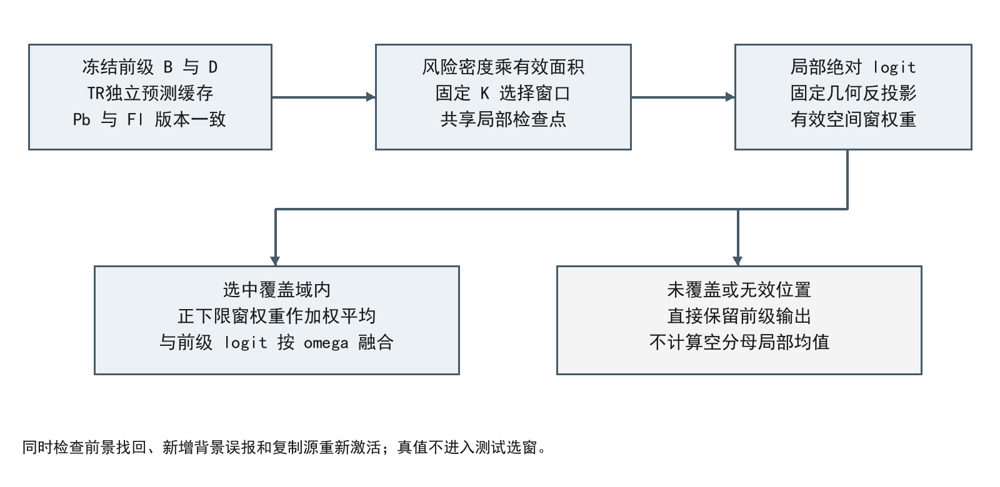 冻结前级 B 与 D
TR独立预测缓存
Pb 与 Fl 版本一致
风险密度乘有效面积
固定 K 选择窗口
共享局部检查点
局部绝对 logit
固定几何反投影
有效空间窗权重
选中覆盖域内
正下限窗权重作加权平均
与前级 logit 按 omega 融合
未覆盖或无效位置
直接保留前级输出
不计算空分母局部均值
同时检查前景找回、新增背景误报和复制源重新激活；真值不进入测试选窗。